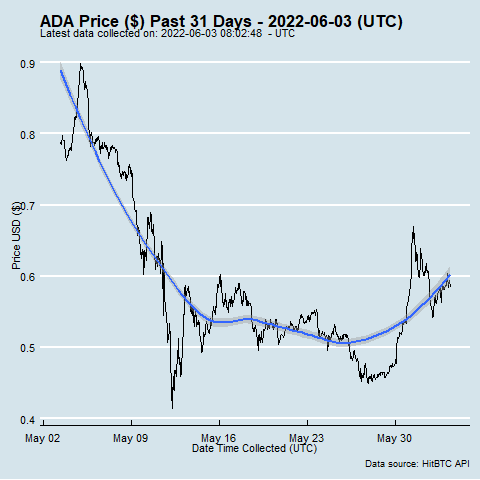 ADA Price ($) Past 31 Days - 2022-06-03 (UTC)
Latest data collected on: 2022-06-03 08:02:48 - UTC
0.9
0.8
0.7
0.6
0.5
0.4
Price USD ($)
May 02
May 09
May 16
May 23
May 30
Date Time Collected (UTC)
Data source: HitBTC API